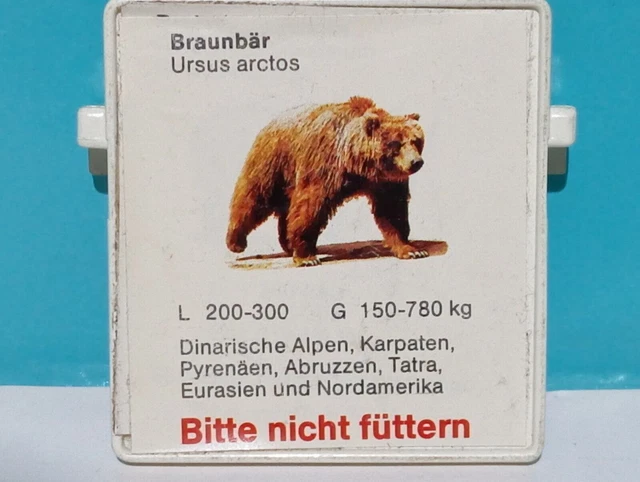 Braunbär
Ursus arctos
L 200-300 G 150-780 kg
Dinarische Alpen, Karpaten,
Pyrenäen, Abruzzen, Tatra,
Eurasien und Nordamerika
Bitte nicht füttern